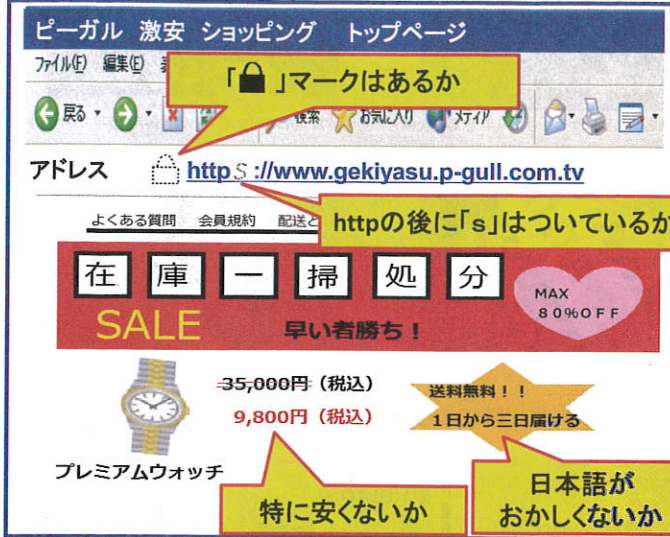 ピーガル 激安 ショッピング トップページ
ファイル(F) 編集(E)
「🔒」マークはあるか
戻る 検索 お気に入り メディア
アドレス https://www.gekiyasu.p-gull.com.tv
httpの後に「s」はついているか
よくある質問 会員規約 配送と
在庫一掃処分
SALE 早い者勝ち！
MAX
80%OFF
35,000円（税込）
9,800円（税込）
送料無料！！
1日から三日届ける
プレミアムウォッチ
特に安くないか
日本語が
おかしくないか